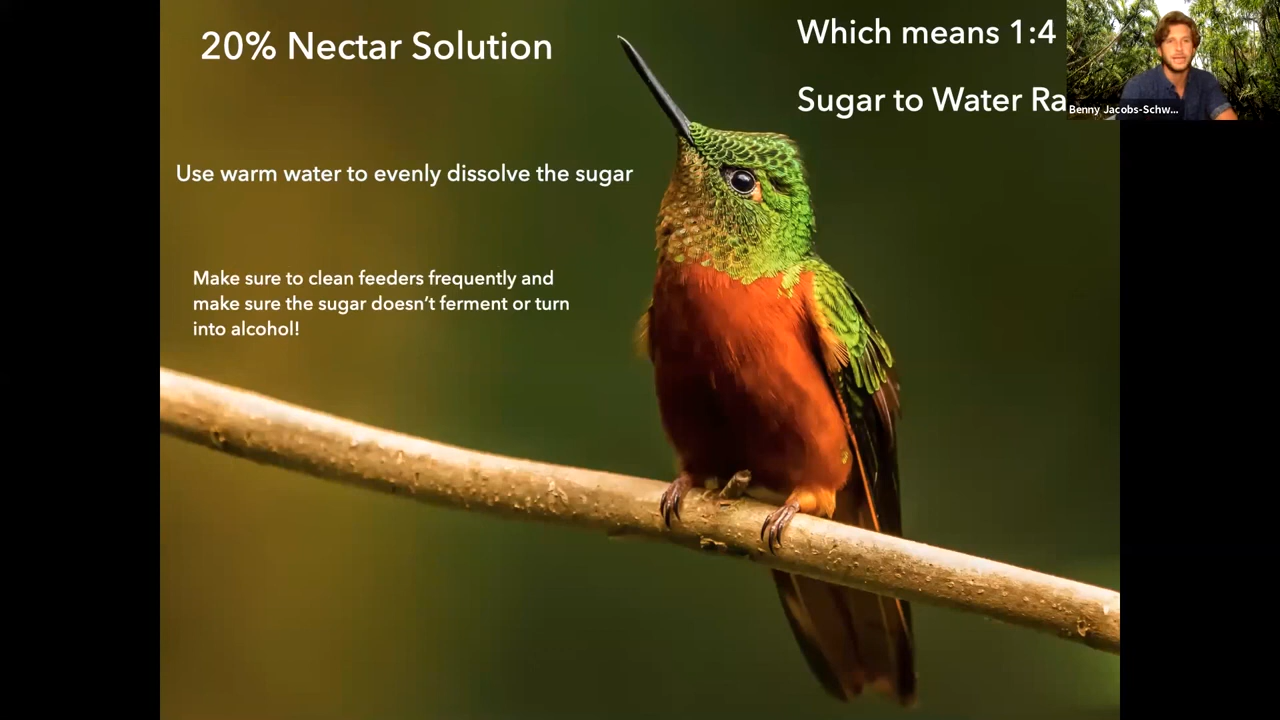 20% Nectar Solution
Which means 1:4
Sugar to Water Ra
Benny Jacobs-Schw...
Use warm water to evenly dissolve the sugar
Make sure to clean feeders frequently and
make sure the sugar doesn’t ferment or turn
into alcohol!